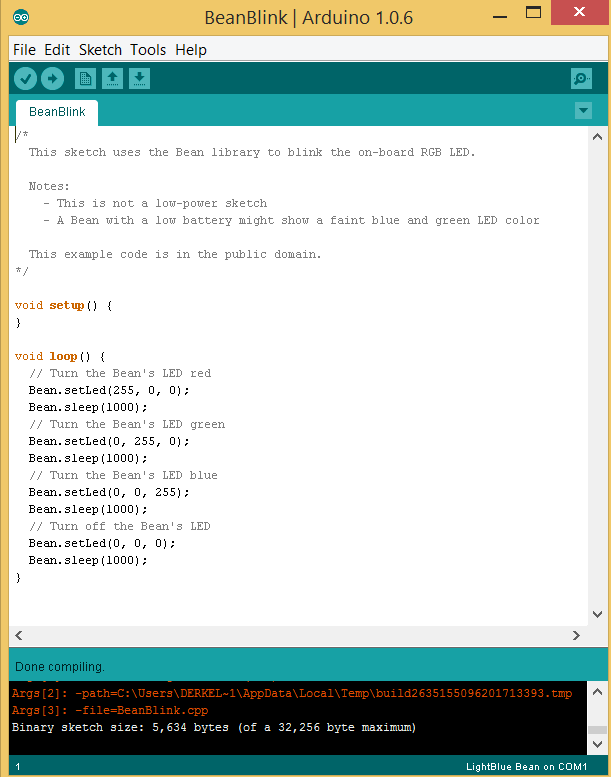 BeanBlink | Arduino 1.0.6
File Edit Sketch Tools Help
BeanBlink
/*
  This sketch uses the Bean library to blink the on-board RGB LED.

  Notes:
    - This is not a low-power sketch
    - A Bean with a low battery might show a faint blue and green LED color

  This example code is in the public domain.
*/

void setup() {
}

void loop() {
  // Turn the Bean's LED red
  Bean.setLed(255, 0, 0);
  Bean.sleep(1000);
  // Turn the Bean's LED green
  Bean.setLed(0, 255, 0);
  Bean.sleep(1000);
  // Turn the Bean's LED blue
  Bean.setLed(0, 0, 255);
  Bean.sleep(1000);
  // Turn off the Bean's LED
  Bean.setLed(0, 0, 0);
  Bean.sleep(1000);
}
Done compiling.
Args[2]: -path=C:\Users\DERKEL~1\AppData\Local\Temp\build2635155096201713393.tmp
Args[3]: -file=BeanBlink.cpp
Binary sketch size: 5,634 bytes (of a 32,256 byte maximum)
1
LightBlue Bean on COM1